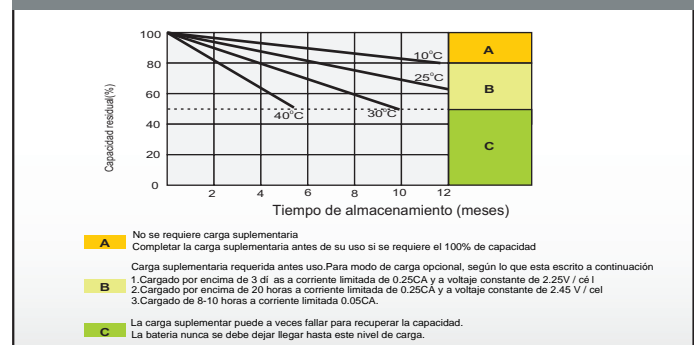 100
80
60
40
20
0
Capacidad residual(%)
10°C
25°C
30°C
40°C
A
B
C
2 4 6 8 10 12
Tiempo de almacenamiento (meses)
A
No se requiere carga suplementaria
Completar la carga suplementaria antes de su uso si se requiere el 100% de capacidad
Carga suplementaria requerida antes uso.Para modo de carga opcional, según lo que esta escrito a continuación
B
1.Cargado por encima de 3 dí as a corriente limitada de 0.25CA y a voltaje constante de 2.25V / cé l
2.Cargado por encima de 20 horas a corriente limitada de 0.25CA y a voltaje constante de 2.45 V / cel
3.Cargado de 8-10 horas a corriente limitada 0.05CA.
C
La carga suplementar puede a veces fallar para recuperar la capacidad.
La bateria nunca se debe dejar llegar hasta este nivel de carga.